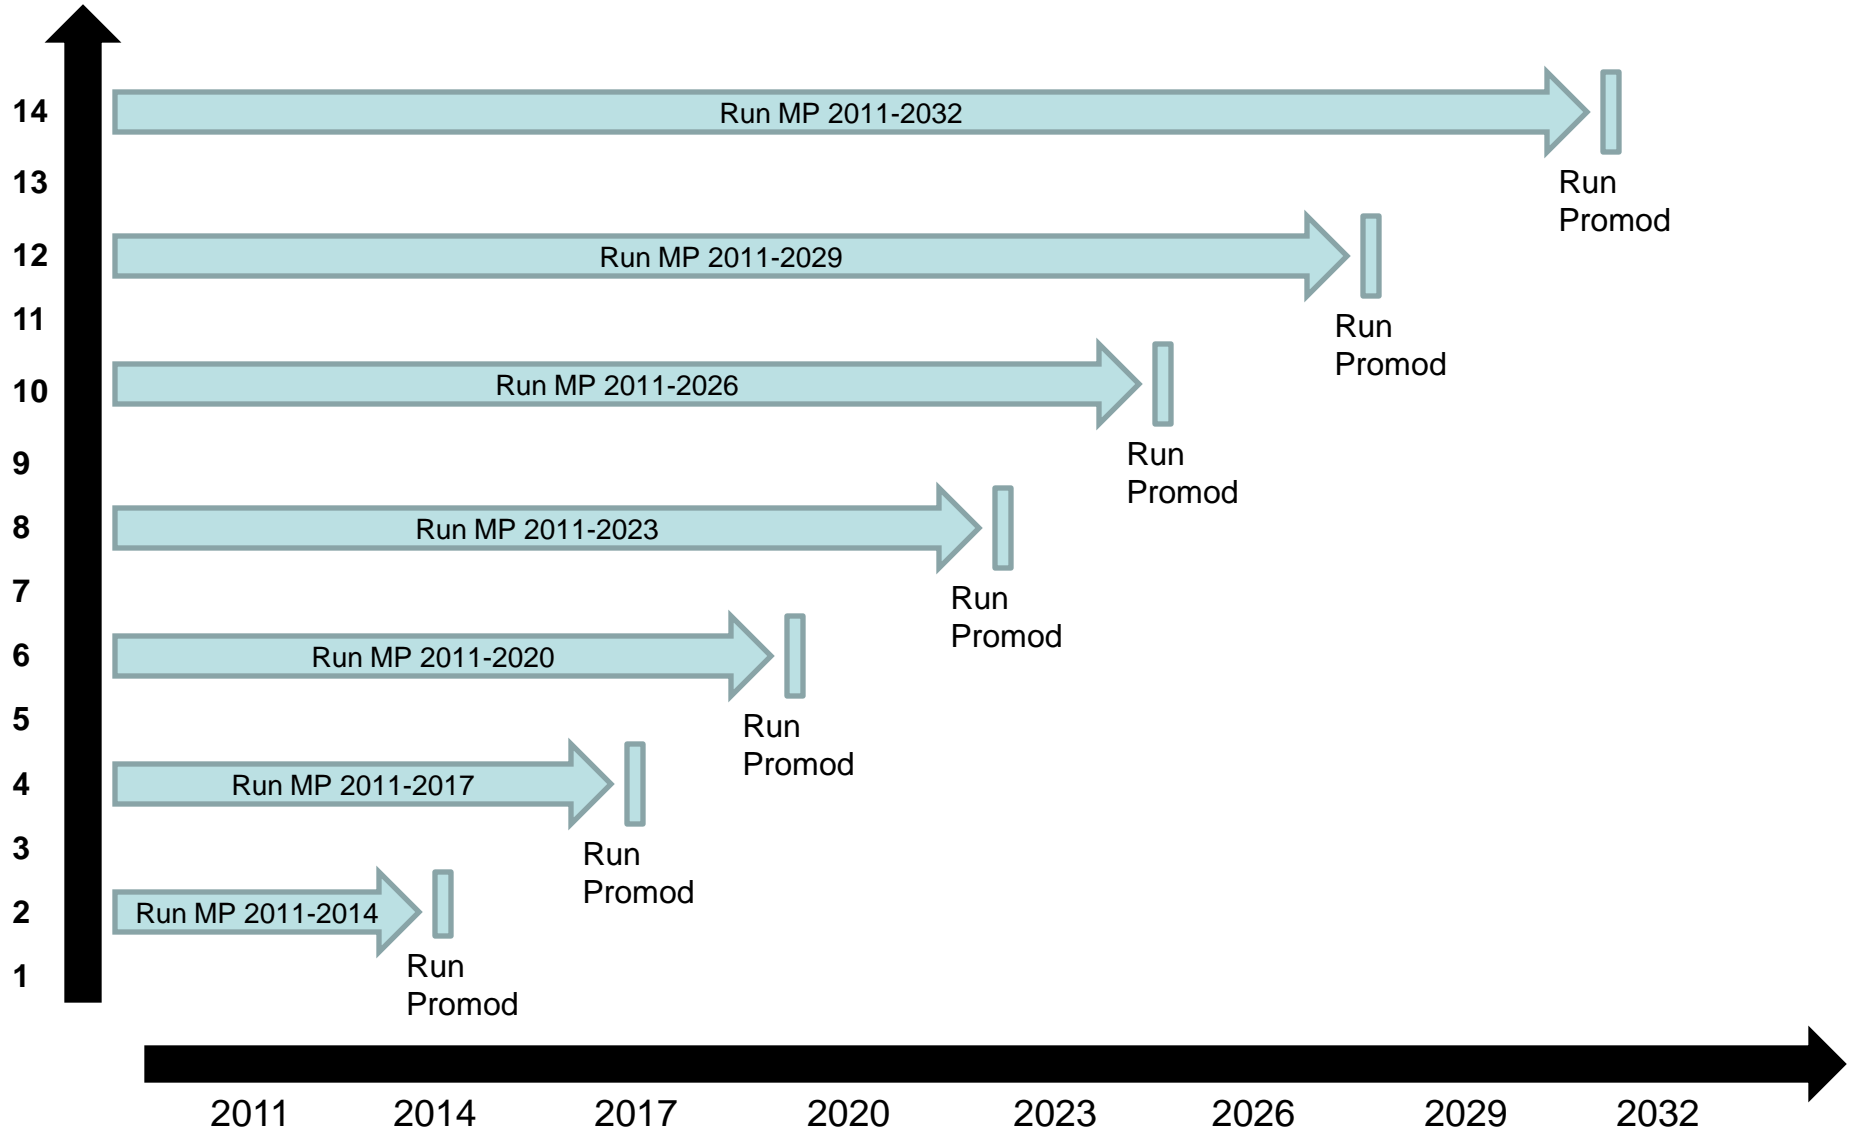 14
Run MP 2011-2032
13
Run
Promod
12
Run MP 2011-2029
11
Run
Promod
10
Run MP 2011-2026
9
Run
Promod
8
Run MP 2011-2023
7
Run
Promod
6
Run MP 2011-2020
5
Run
Promod
4
Run MP 2011-2017
3
Run
Promod
2
Run MP 2011-2014
1
Run
Promod
2011
2014
2017
2020
2023
2026
2029
2032